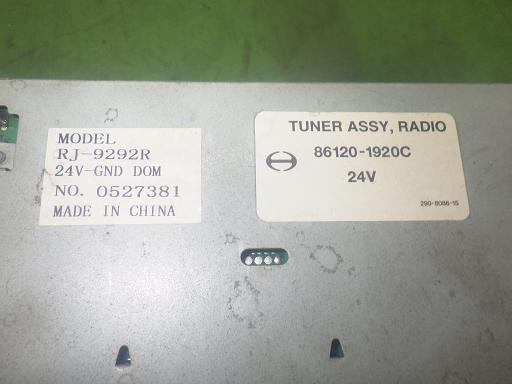 MODEL
RJ-9292R
24V-GND DOM
NO. 0527381
MADE IN CHINA
TUNER ASSY, RADIO
86120-1920C
24V
290-8086-15